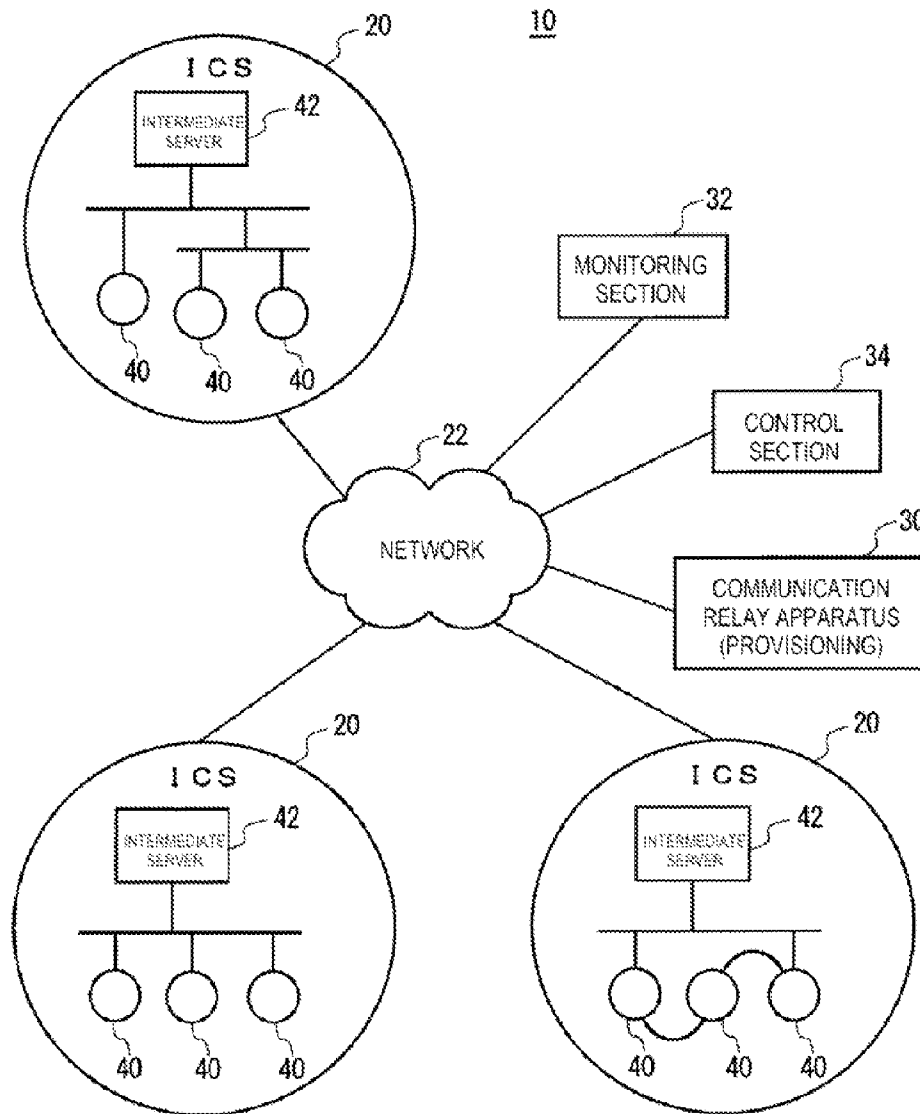 10
20
ICS
INTERMEDIATE
SERVER
42
40
40
40
32
MONITORING
SECTION
34
CONTROL
SECTION
22
NETWORK
30
COMMUNICATION
RELAY APPARATUS
(PROVISIONING)
20
ICS
INTERMEDIATE
SERVER
42
40
40
40
20
ICS
INTERMEDIATE
SERVER
42
40
40
40